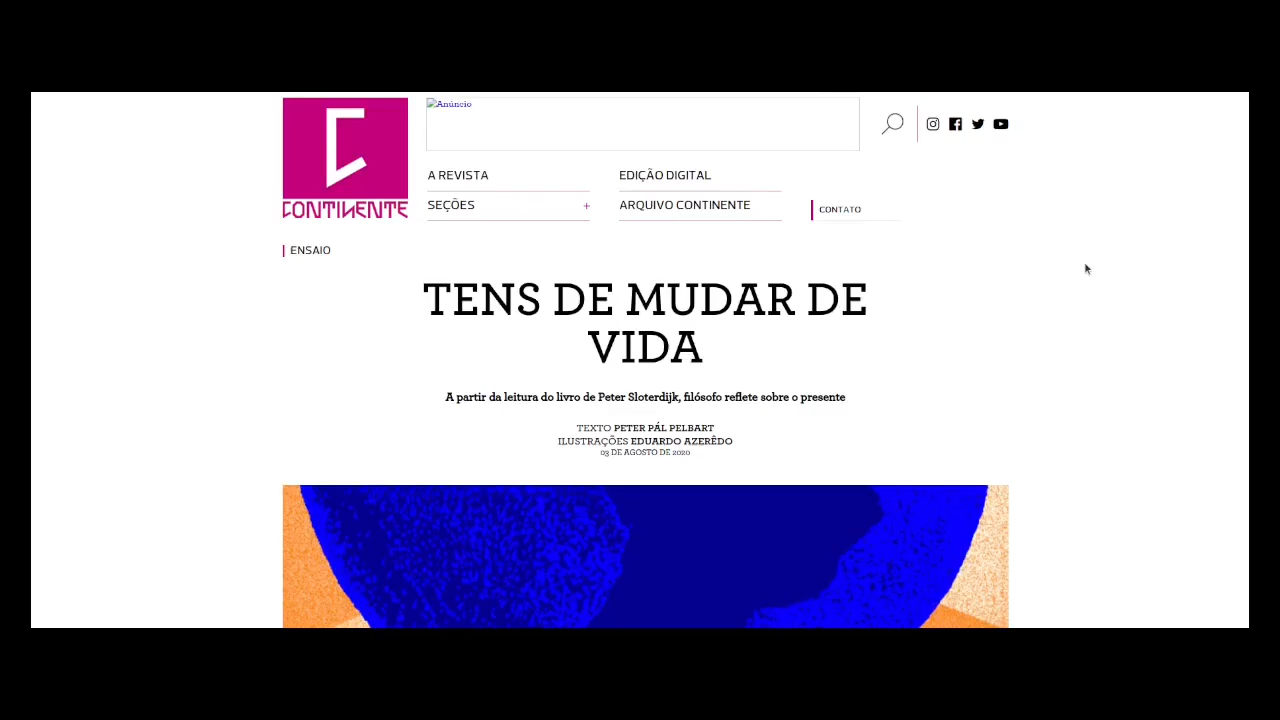 CONTINENTE
Anúncio
A REVISTA
EDIÇÃO DIGITAL
SEÇÕES +
ARQUIVO CONTINENTE
CONTATO
ENSAIO
TENS DE MUDAR DE
VIDA
A partir da leitura do livro de Peter Sloterdijk, filósofo reflete sobre o presente
TEXTO PETER PÁL PELBART
ILUSTRAÇÕES EDUARDO AZERÊDO
03 DE AGOSTO DE 2020